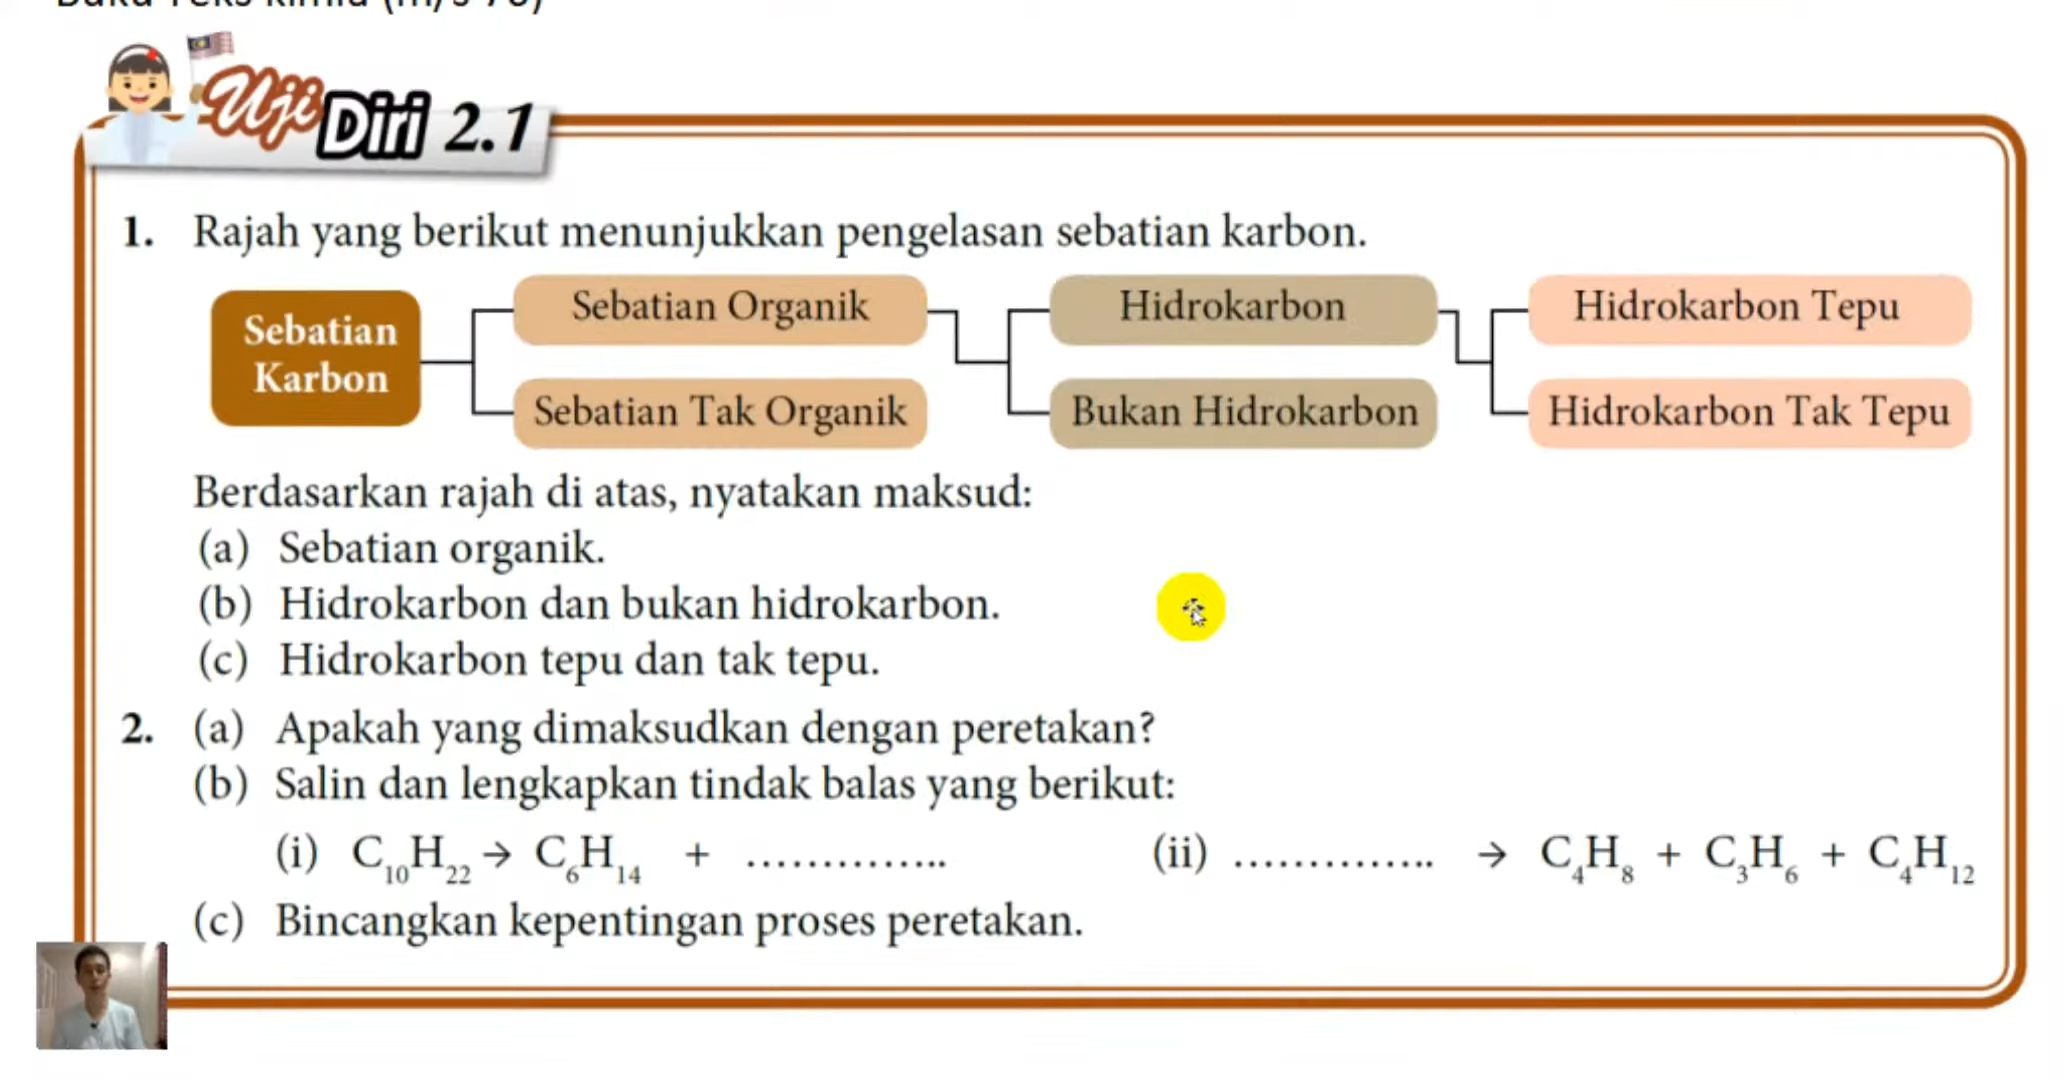 Uji Diri 2.1
1. Rajah yang berikut menunjukkan pengelasan sebatian karbon.
Sebatian Karbon
Sebatian Organik
Sebatian Tak Organik
Hidrokarbon
Bukan Hidrokarbon
Hidrokarbon Tepu
Hidrokarbon Tak Tepu
Berdasarkan rajah di atas, nyatakan maksud:
(a) Sebatian organik.
(b) Hidrokarbon dan bukan hidrokarbon.
(c) Hidrokarbon tepu dan tak tepu.
2. (a) Apakah yang dimaksudkan dengan peretakan?
(b) Salin dan lengkapkan tindak balas yang berikut:
(i) C₁₀H₂₂ → C₆H₁₄ + .............. (ii) .............. → C₄H₈ + C₃H₆ + C₄H₁₂
(c) Bincangkan kepentingan proses peretakan.